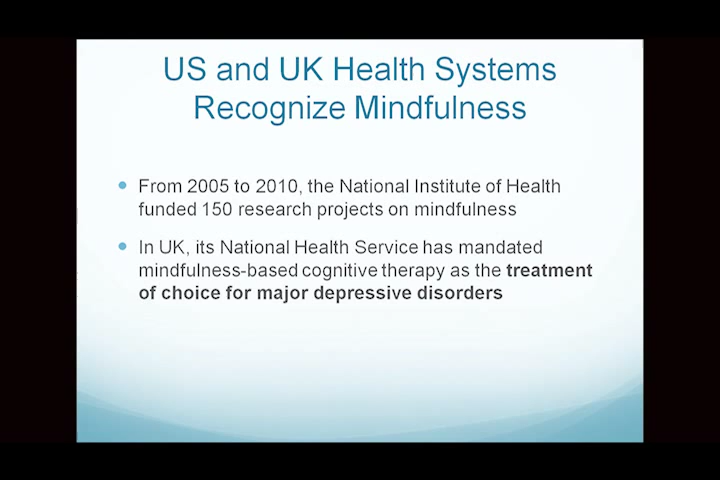 US and UK Health Systems
Recognize Mindfulness
From 2005 to 2010, the National Institute of Health
funded 150 research projects on mindfulness
In UK, its National Health Service has mandated
mindfulness-based cognitive therapy as the treatment
of choice for major depressive disorders